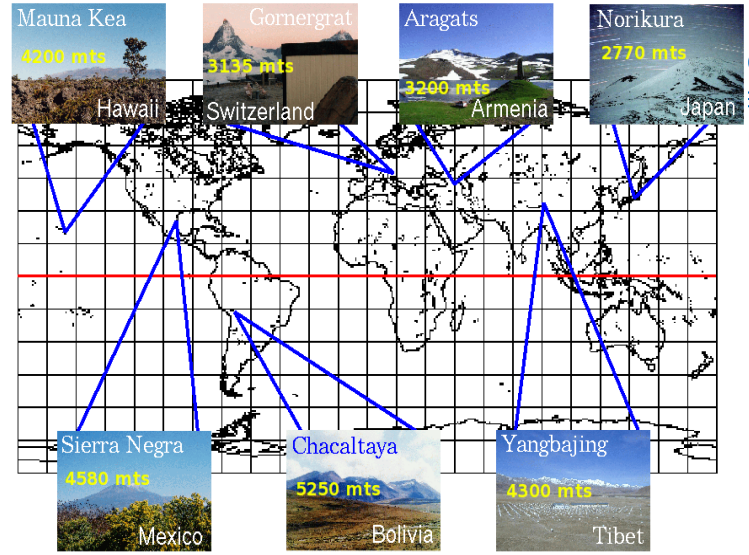 Mauna Kea
4200 mts
Hawaii
Gornergrat
3135 mts
Switzerland
Aragats
3200 mts
Armenia
Norikura
2770 mts
Japan
Sierra Negra
4580 mts
Mexico
Chacaltaya
5250 mts
Bolivia
Yangbajing
4300 mts
Tibet